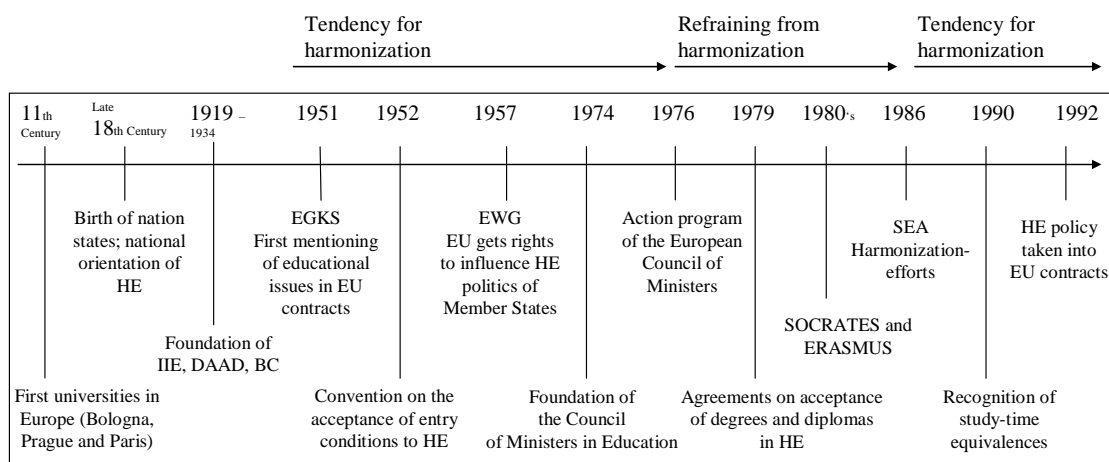 Tendency for
harmonization
Refraining from
harmonization
Tendency for
harmonization
11th
Century
Late
18th Century
1919 –
1934
1951
1952
1957
1974
1976
1979
1980‘s
1986
1990
1992
Birth of nation
states; national
orientation of
HE
EGKS
First mentioning
of educational
issues in EU
contracts
EWG
EU gets rights
to influence HE
politics of
Member States
Action program
of the European
Council of
Ministers
SEA
Harmonization-
efforts
HE policy
taken into
EU contracts
Foundation of
IIE, DAAD, BC
SOCRATES and
ERASMUS
First universities in
Europe (Bologna,
Prague and Paris)
Convention on the
acceptance of entry
conditions to HE
Foundation of
the Council
of Ministers in Education
Agreements on acceptance
of degrees and diplomas
in HE
Recognition of
study-time
equivalences